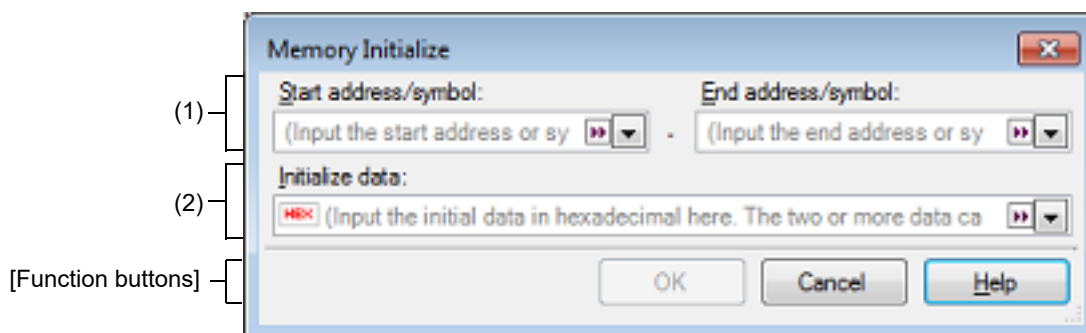 Memory Initialize
(1)
Start address/symbol:
End address/symbol:
(Input the start address or sy
-
(Input the end address or sy
(2)
Initialize data:
HEX (Input the initial data in hexadecimal here. The two or more data ca
[Function buttons]
OK
Cancel
Help